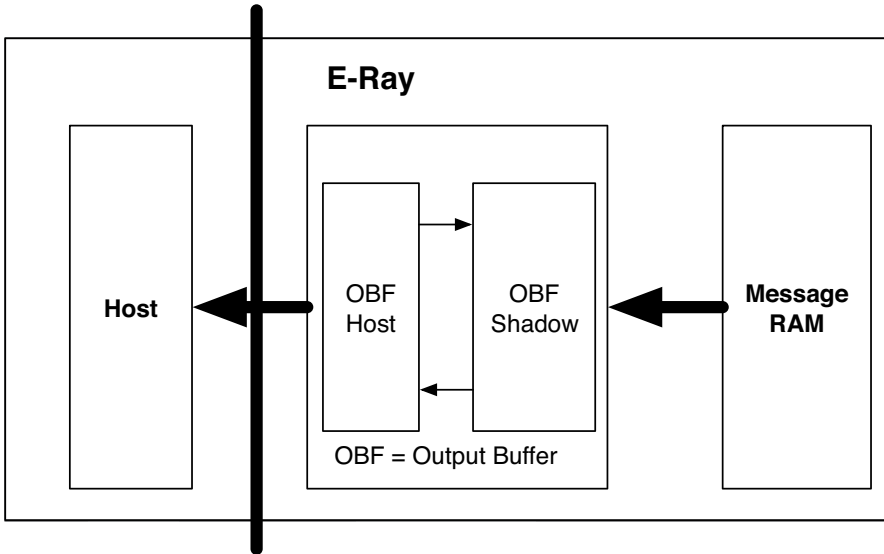 E-Ray
Host
OBF
Host
OBF
Shadow
Message
RAM
OBF = Output Buffer